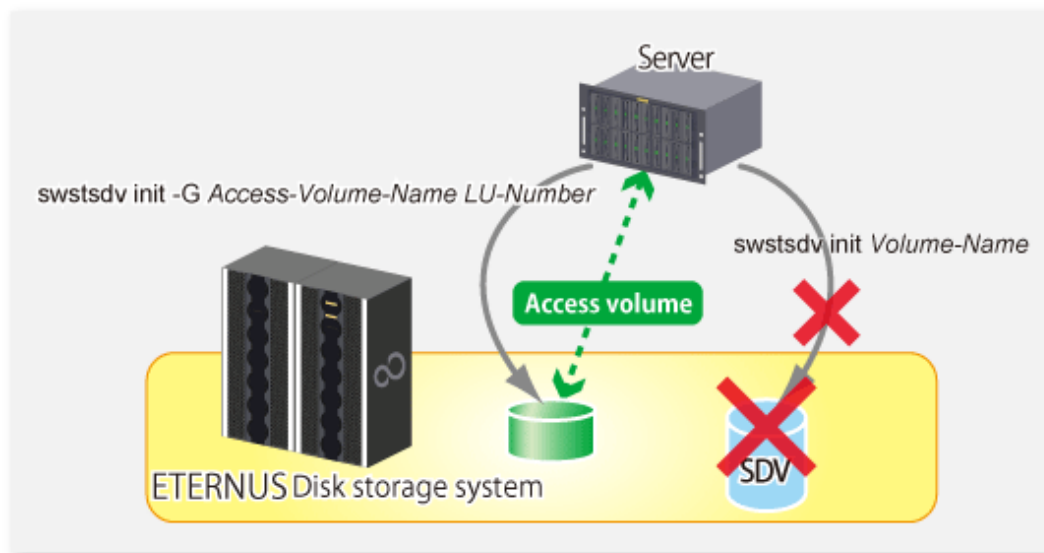 Server
swstsdv init -G Access-Volume-Name LU-Number
swstsdv init Volume-Name
Access volume
SDV
ETERNUS Disk storage system